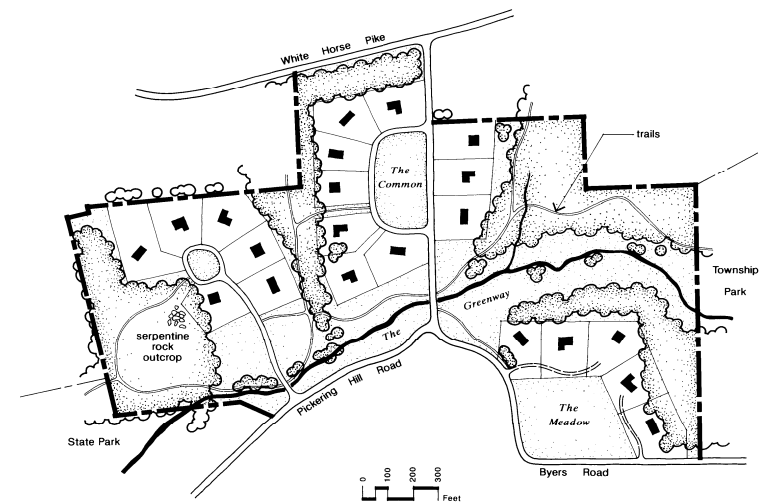 White Horse Pike
The
Common
trails
Township
Park
Greenway
The
serpentine
rock
outcrop
Pickering Hill Road
The
Meadow
State Park
Byers Road
0 100 200 300
Feet